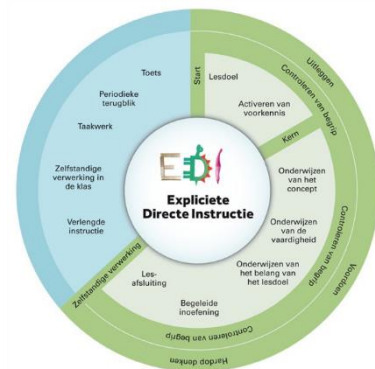 EDI
Expliciete
Directe Instructie
Start
Lesdoel
Activeren van
voorkennis
Kern
Onderwijzen
van het
concept
Onderwijzen
van de
vaardigheid
Onderwijzen
van het belang van
het lesdoel
Begeleide
inoefening
Les-
afsluiting
Zelfstandige verwerking
Verlengde
instructie
Zelfstandige
verwerking in
de klas
Taakwerk
Periodieke
terugblik
Toets
Uitleggen
Controleren van begrip
Voordoen
Controleren van begrip
Hardop denken
Controleren van begrip